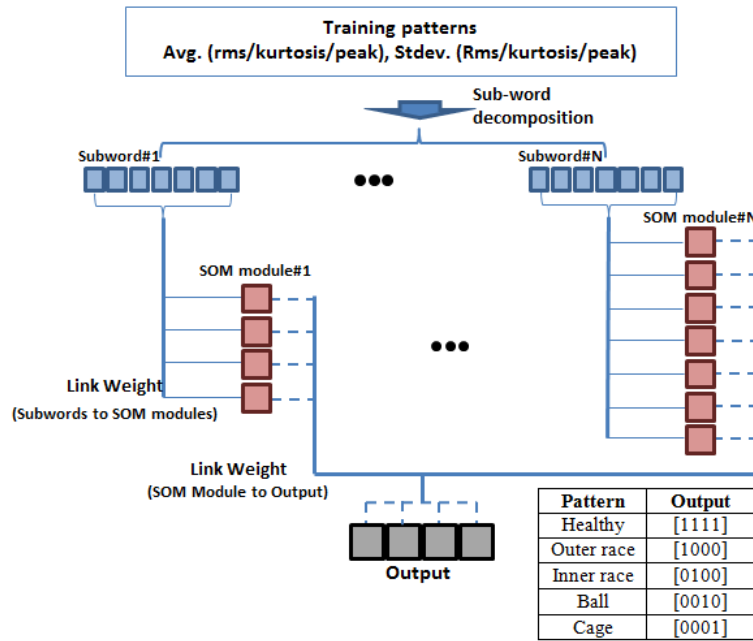 Training patterns
Avg. (rms/kurtosis/peak), Stdev. (Rms/kurtosis/peak)
Sub-word
decomposition
Subword#1
Subword#N
SOM module#N
SOM module#1
Link Weight
(Subwords to SOM modules)
Link Weight
(SOM Module to Output)
Output
Pattern Output
Healthy [1111]
Outer race [1000]
Inner race [0100]
Ball [0010]
Cage [0001]